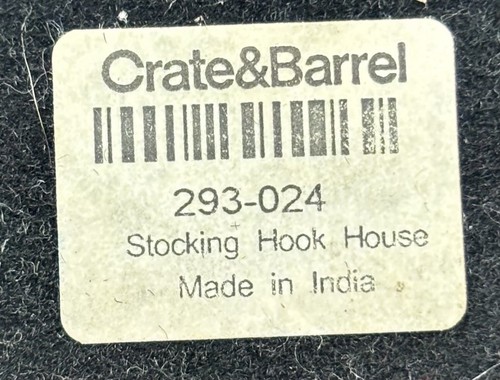 Crate&Barrel
293-024
Stocking Hook House
Made in India